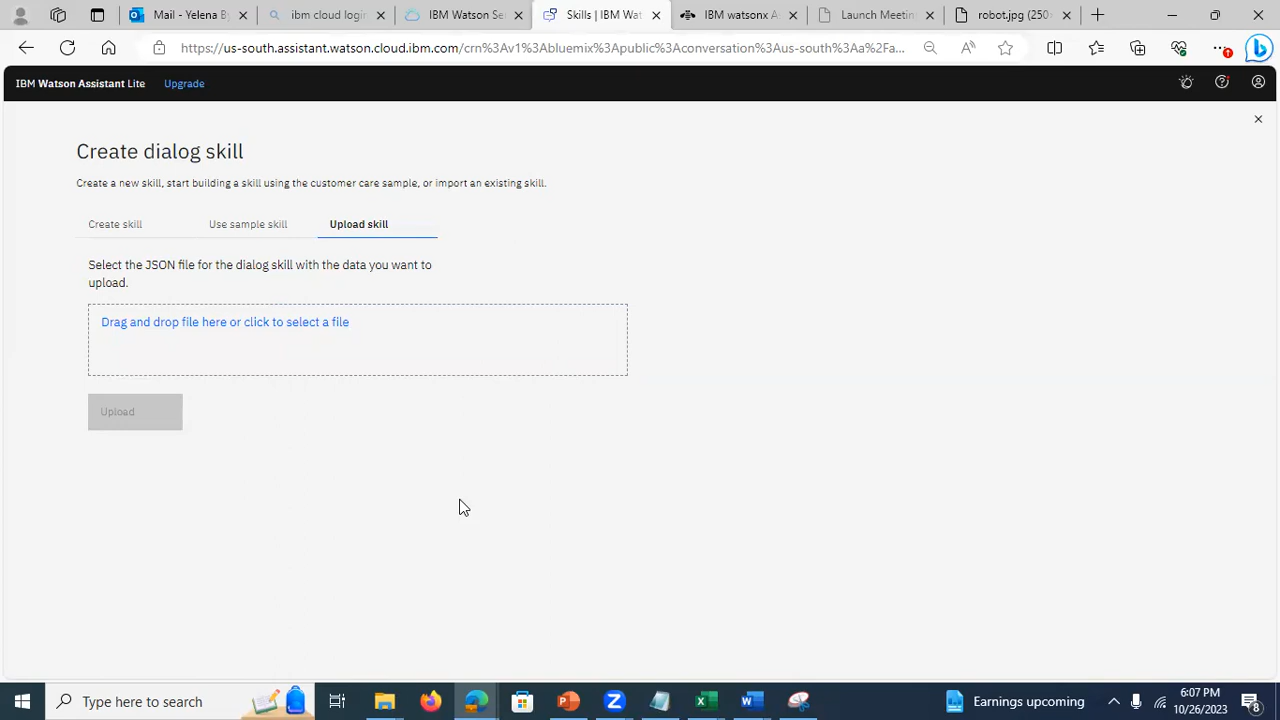 Mail - Yelena By
ibm cloud login
IBM Watson Se
Skills | IBM Wat
IBM watsonx A
Launch Meetin
robot.jpg (250
https://us-south.assistant.watson.cloud.ibm.com/crn%3Av1%3Abluemix%3Apublic%3Aconversation%3Aus-south%3Aa%2Fa...
IBM Watson Assistant Lite
Upgrade
Create dialog skill
Create a new skill, start building a skill using the customer care sample, or import an existing skill.
Create skill
Use sample skill
Upload skill
Select the JSON file for the dialog skill with the data you want to
upload.
Drag and drop file here or click to select a file
Upload
Type here to search
Earnings upcoming
6:07 PM
10/26/2023
8